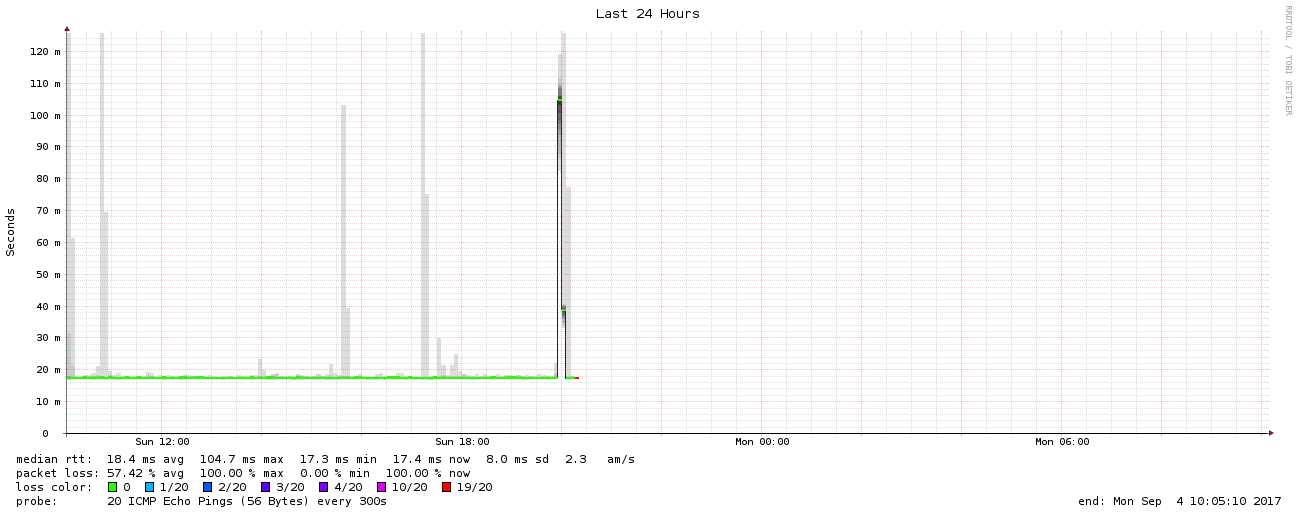 Last 24 Hours
RRDTOOL / TOBI OETIKER
Seconds
120 m
110 m
100 m
90 m
80 m
70 m
60 m
50 m
40 m
30 m
20 m
10 m
0
Sun 12:00 Sun 18:00 Mon 00:00 Mon 06:00
median rtt: 18.4 ms avg 104.7 ms max 17.3 ms min 17.4 ms now 8.0 ms sd 2.3 am/s
packet loss: 57.42 % avg 100.00 % max 0.00 % min 100.00 % now
loss color: 0 1/20 2/20 3/20 4/20 10/20 19/20
probe: 20 ICMP Echo Pings (56 Bytes) every 300s end: Mon Sep 4 10:05:10 2017